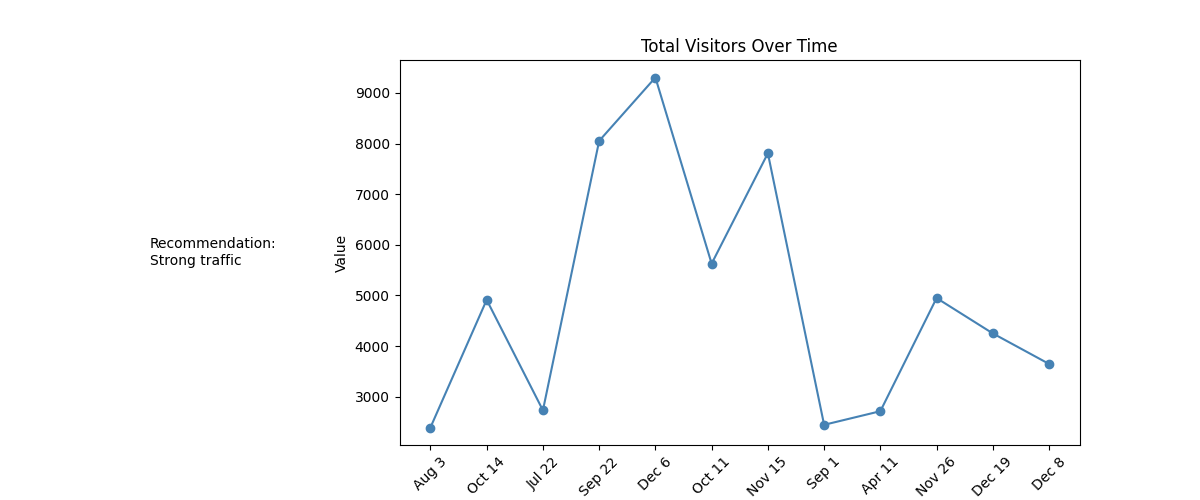 Total Visitors Over Time
9000
8000
7000
6000
5000
4000
3000
Value
Recommendation:
Strong traffic
Aug 3
Oct 14
Jul 22
Sep 22
Dec 6
Oct 11
Nov 15
Sep 1
Apr 11
Nov 26
Dec 19
Dec 8